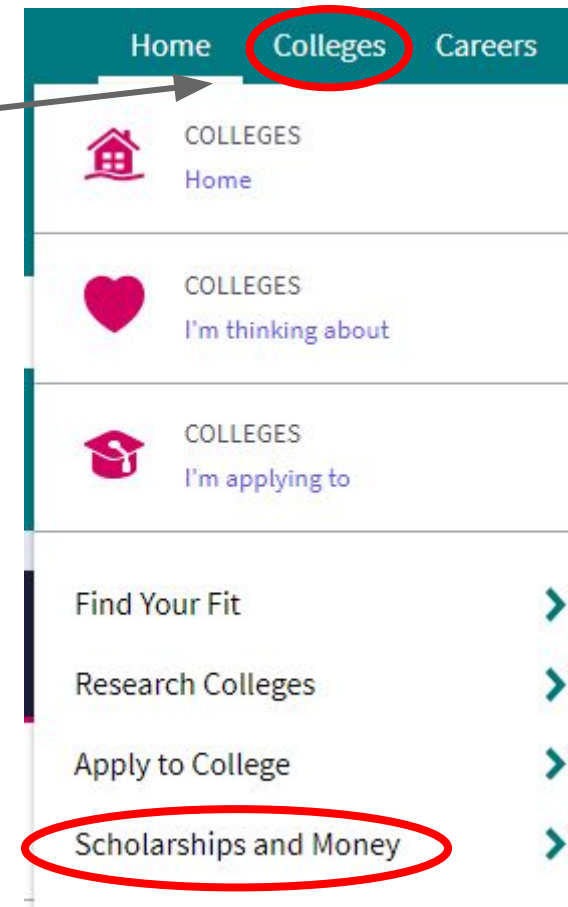 Home Colleges Careers
COLLEGES
Home
COLLEGES
I'm thinking about
COLLEGES
I'm applying to
Find Your Fit
Research Colleges
Apply to College
Scholarships and Money